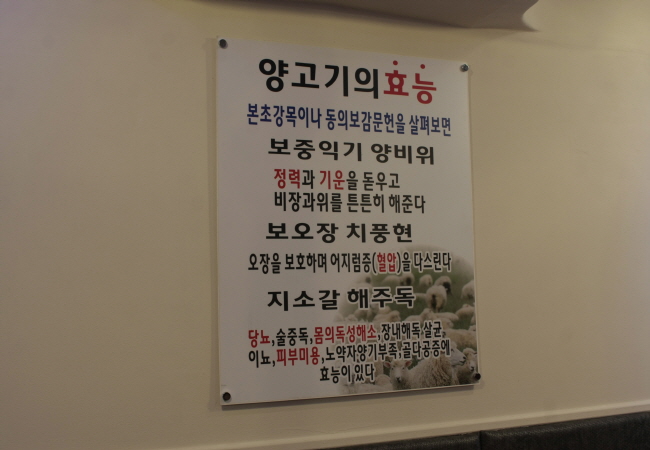 양고기의효능
본초강목이나 동의보감문헌을 살펴보면
보중익기 양비위
정력과 기운을 돋우고
비장과위를 튼튼히 해준다
보오장 치풍현
오장을 보호하며 어지럼증(혈압)을 다스린다
지소갈 해주독
당뇨,술중독,몸의독성해소,장내해독 살균,
이뇨,피부미용,노약자양기부족,골다공증에
효능이 있다